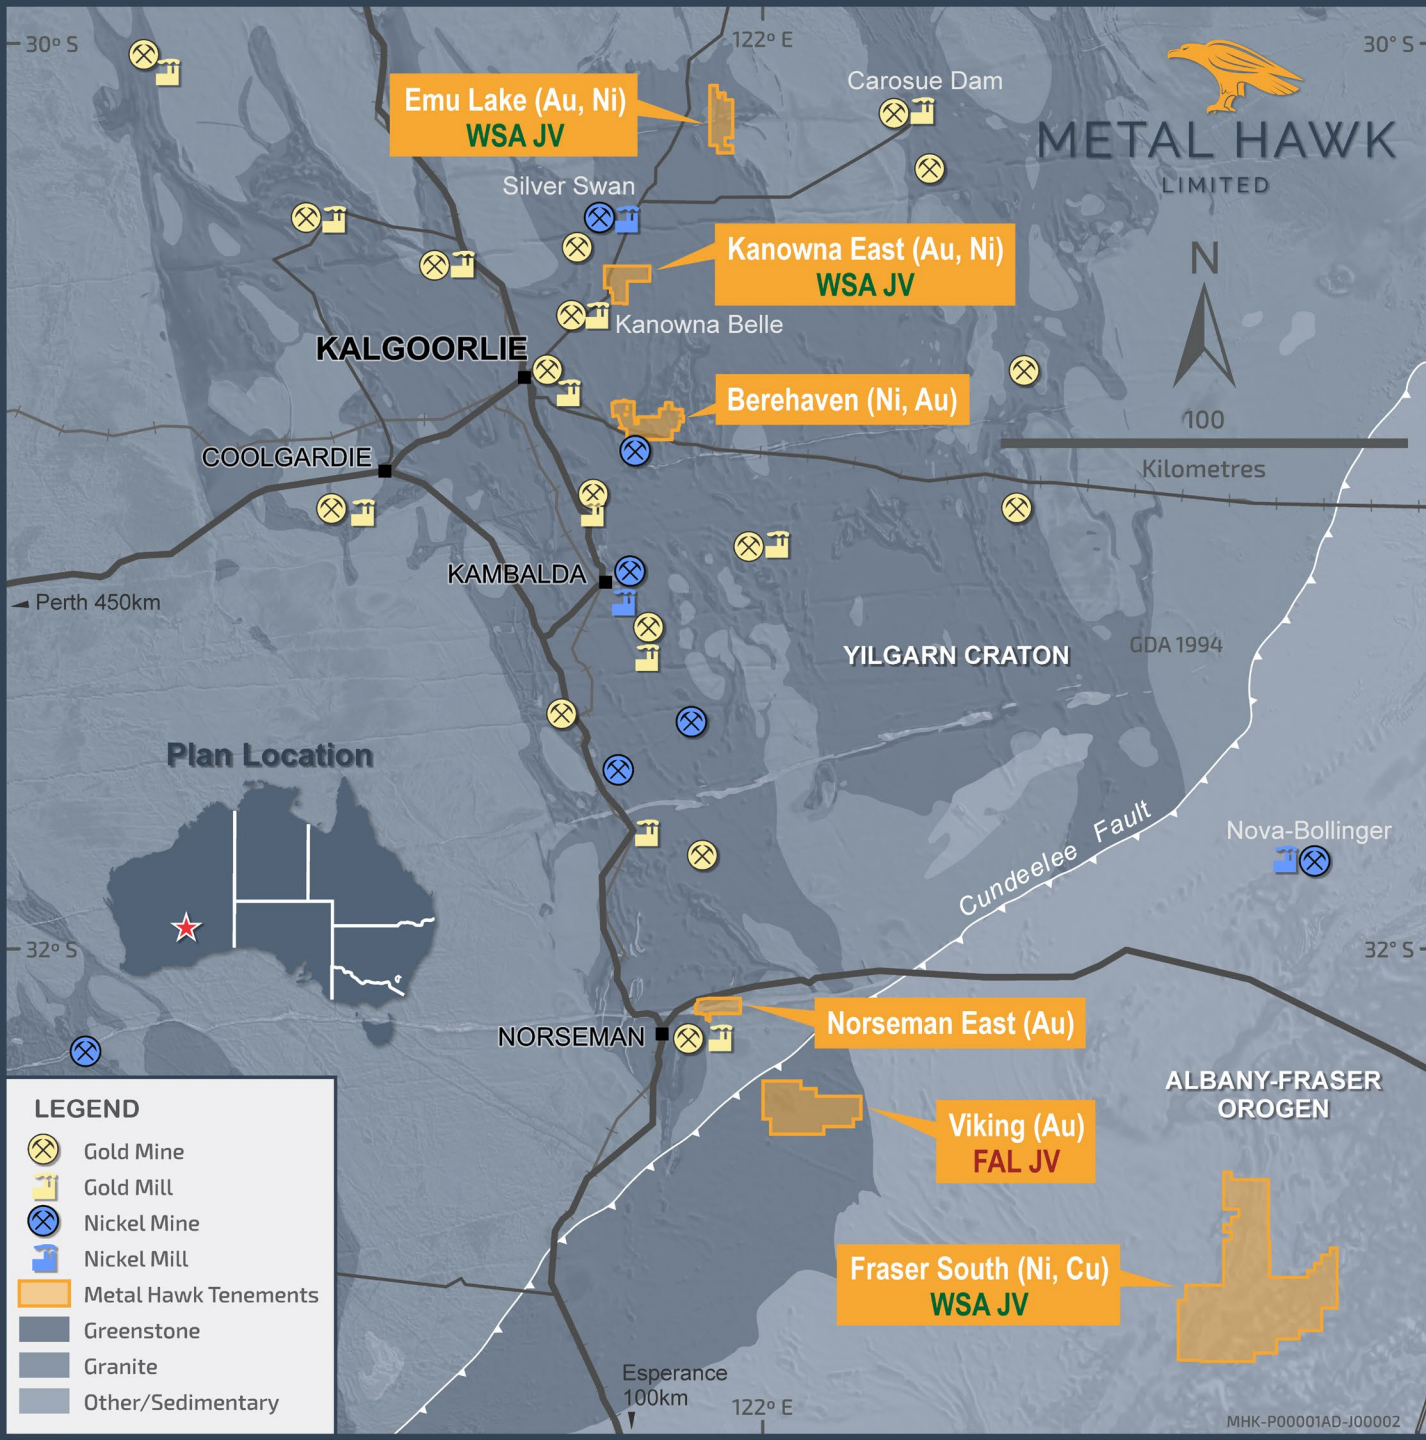 30° S
122° E
30° S
Emu Lake (Au, Ni)
WSA JV
Carosue Dam
METAL HAWK
LIMITED
Silver Swan
Kanowna East (Au, Ni)
WSA JV
N
Kanowna Belle
KALGOORLIE
Berehaven (Ni, Au)
100
Kilometres
COOLGARDIE
KAMBALDA
Perth 450km
YILGARN CRATON
GDA 1994
Plan Location
Cundeelee Fault
Nova-Bollinger
32° S
32° S
NORSEMAN
Norseman East (Au)
ALBANY-FRASER
OROGEN
Viking (Au)
FAL JV
Fraser South (Ni, Cu)
WSA JV
LEGEND
Gold Mine
Gold Mill
Nickel Mine
Nickel Mill
Metal Hawk Tenements
Greenstone
Granite
Other/Sedimentary
Esperance
100km
122° E
MHK-P00001AD-J00002